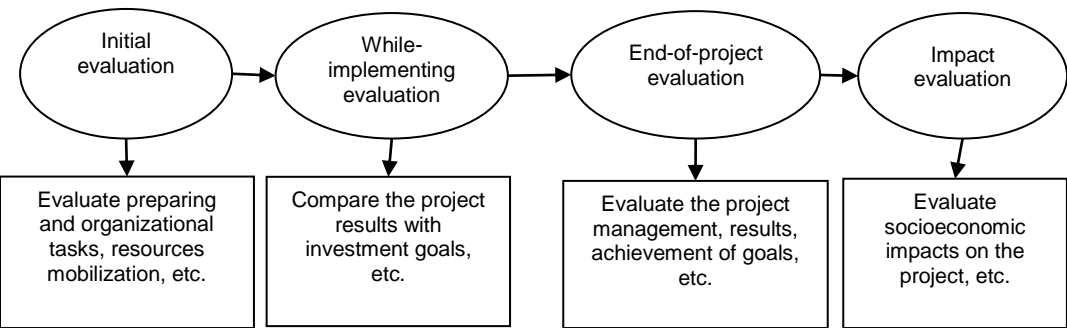 Initial
evaluation
While-
implementing
evaluation
End-of-project
evaluation
Impact
evaluation
Evaluate preparing
and organizational
tasks, resources
mobilization, etc.
Compare the project
results with
investment goals,
etc.
Evaluate the project
management, results,
achievement of goals,
etc.
Evaluate
socioeconomic
impacts on the
project, etc.